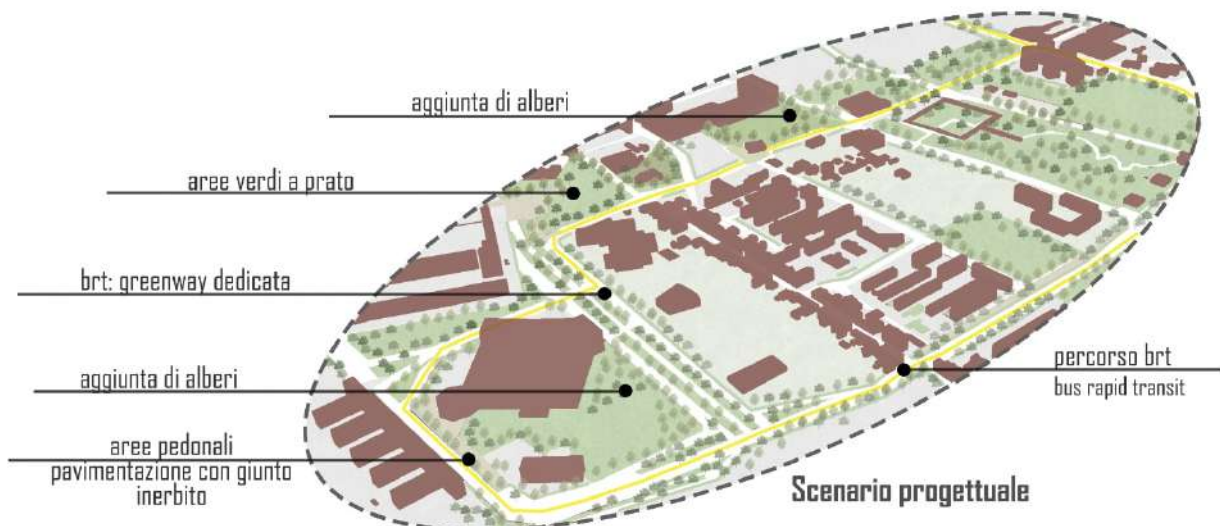 aggiunta di alberi
aree verdi a prato
brt: greenway dedicata
aggiunta di alberi
aree pedonali
pavimentazione con giunto
inerbito
percorso brt
bus rapid transit
Scenario progettuale